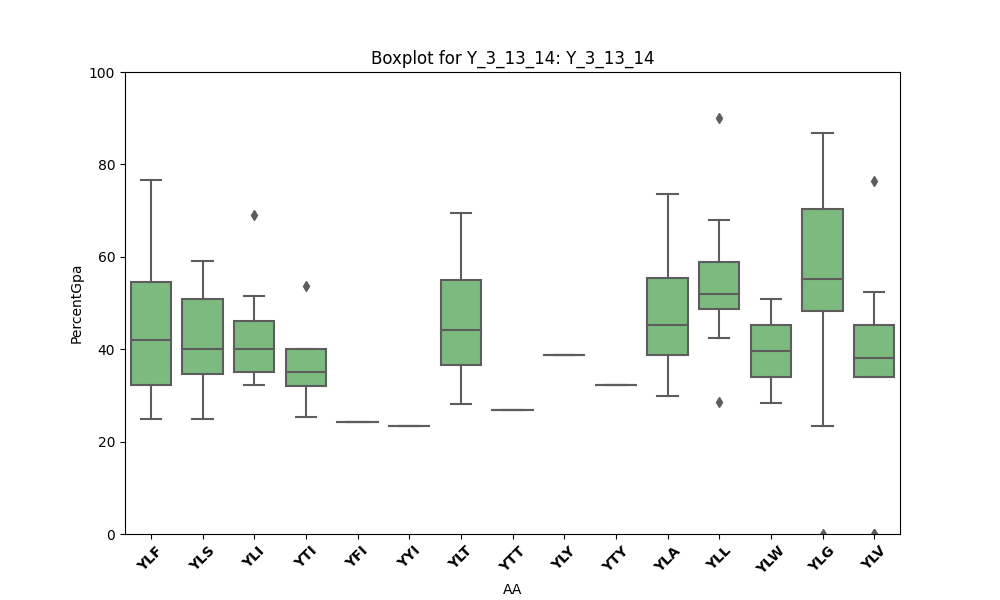 Boxplot for Y_3_13_14: Y_3_13_14
100
80
60
40
20
0
PercentGpa
YLF YLS YLI YTI YFI YYI YLT YTT YLY YTY YLA YLL YLW YLG YLV
AA